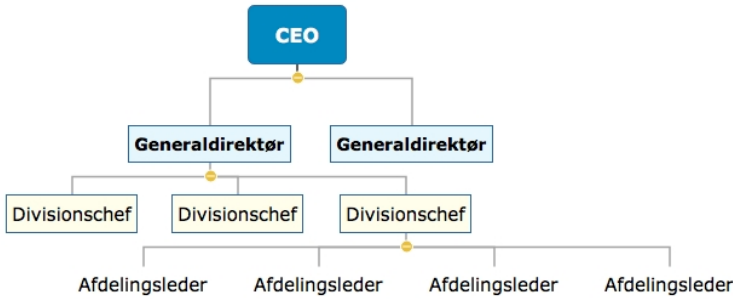 CEO
Generaldirektør Generaldirektør
Divisionschef Divisionschef Divisionschef
Afdelingsleder Afdelingsleder Afdelingsleder Afdelingsleder